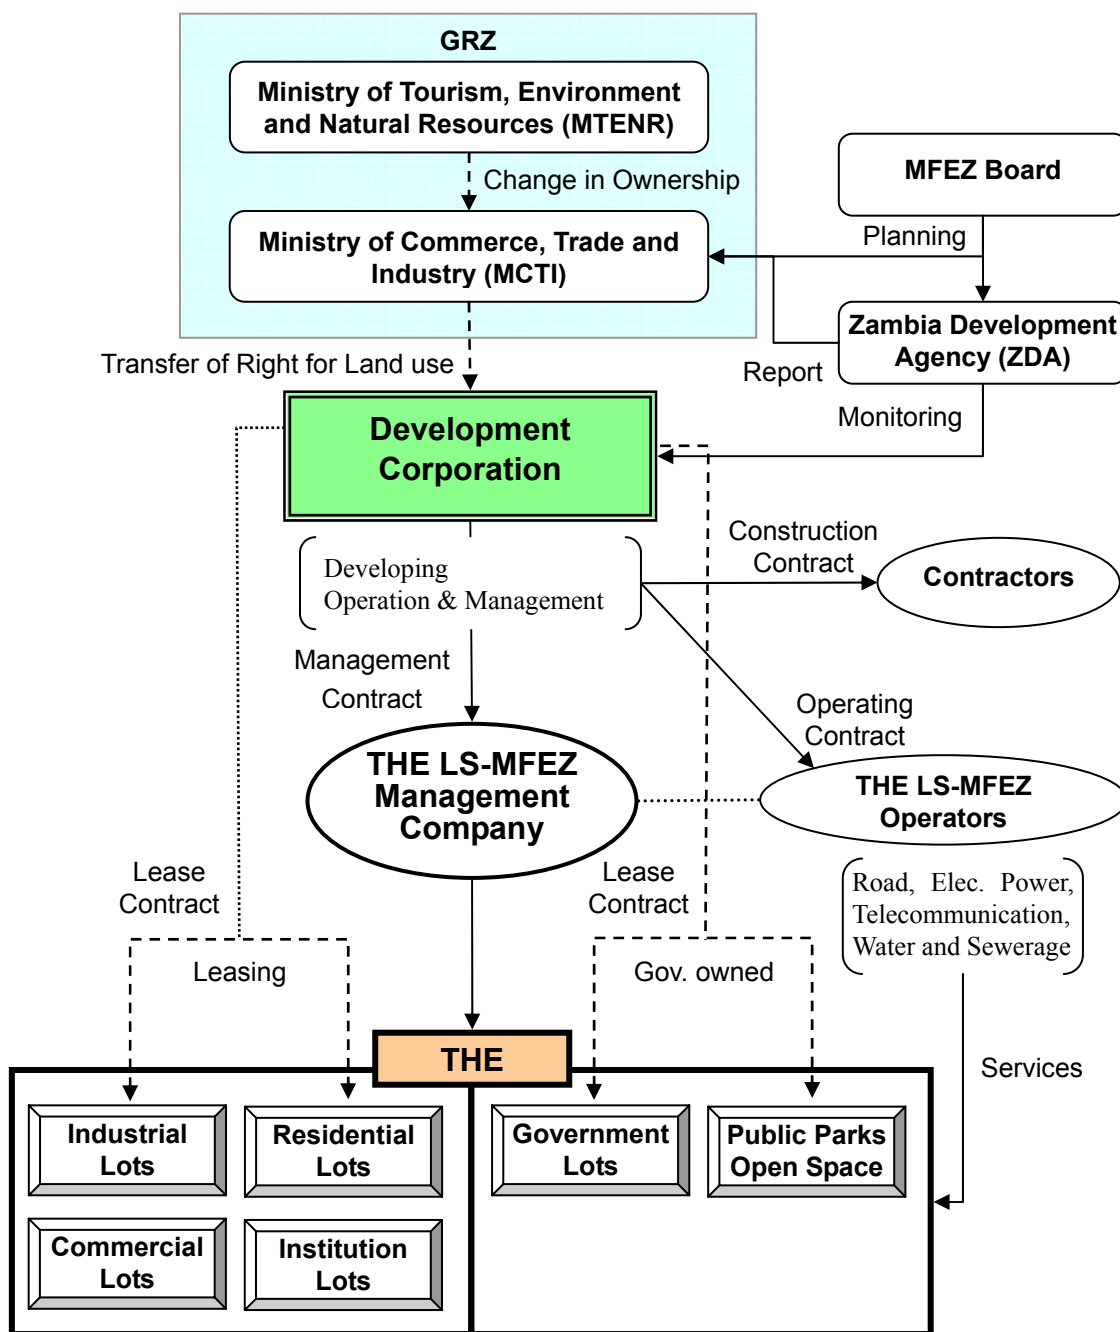 GRZ
Ministry of Tourism, Environment
and Natural Resources (MTENR)
Change in Ownership
MFEZ Board
Planning
Ministry of Commerce, Trade and
Industry (MCTI)
Zambia Development
Agency (ZDA)
Transfer of Right for Land use
Report
Monitoring
Development
Corporation
Construction
Contract
Contractors
Developing
Operation & Management
Management
Contract
Operating
Contract
THE LS-MFEZ
Management
Company
THE LS-MFEZ
Operators
Lease
Contract
Lease
Contract
Road, Elec. Power,
Telecommunication,
Water and Sewerage
Leasing
Gov. owned
THE
Services
Industrial
Lots
Residential
Lots
Government
Lots
Public Parks
Open Space
Commercial
Lots
Institution
Lots